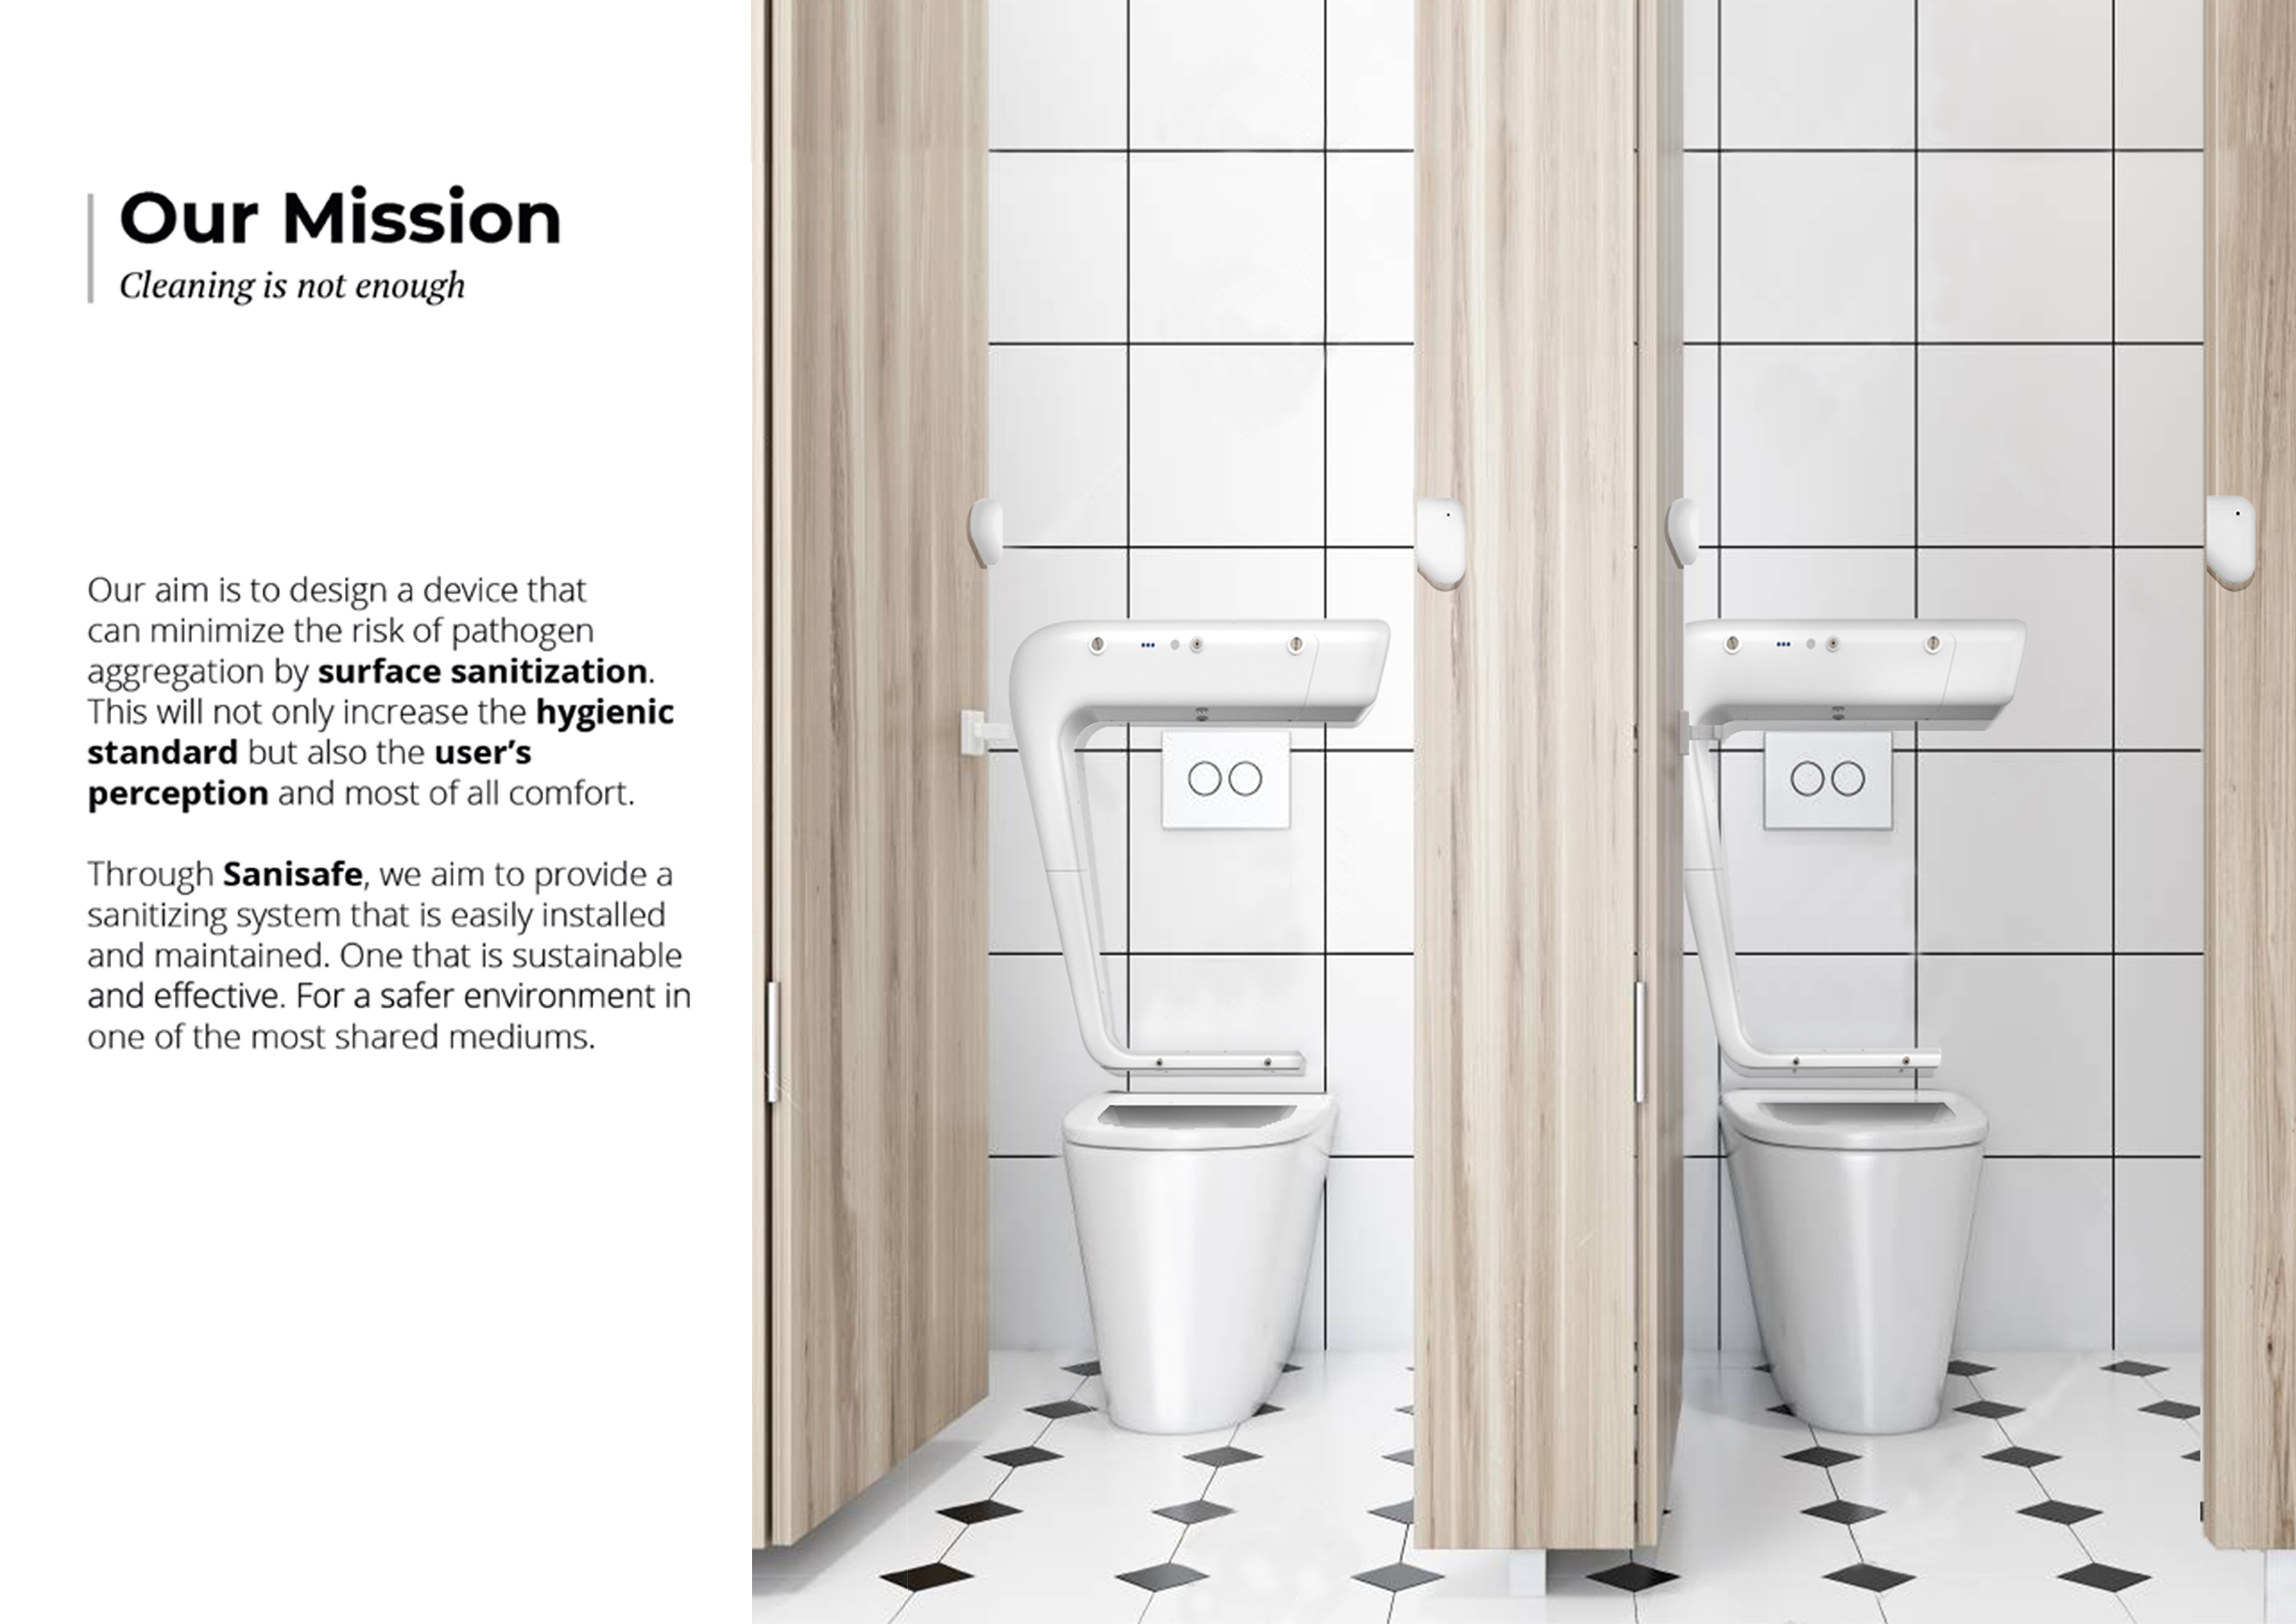 Our Mission
Cleaning is not enough
Our aim is to design a device that
can minimize the risk of pathogen
aggregation by surface sanitization.
This will not only increase the hygienic
standard but also the user’s
perception and most of all comfort.
Through Sanisafe, we aim to provide a
sanitizing system that is easily installed
and maintained. One that is sustainable
and effective. For a safer environment in
one of the most shared mediums.